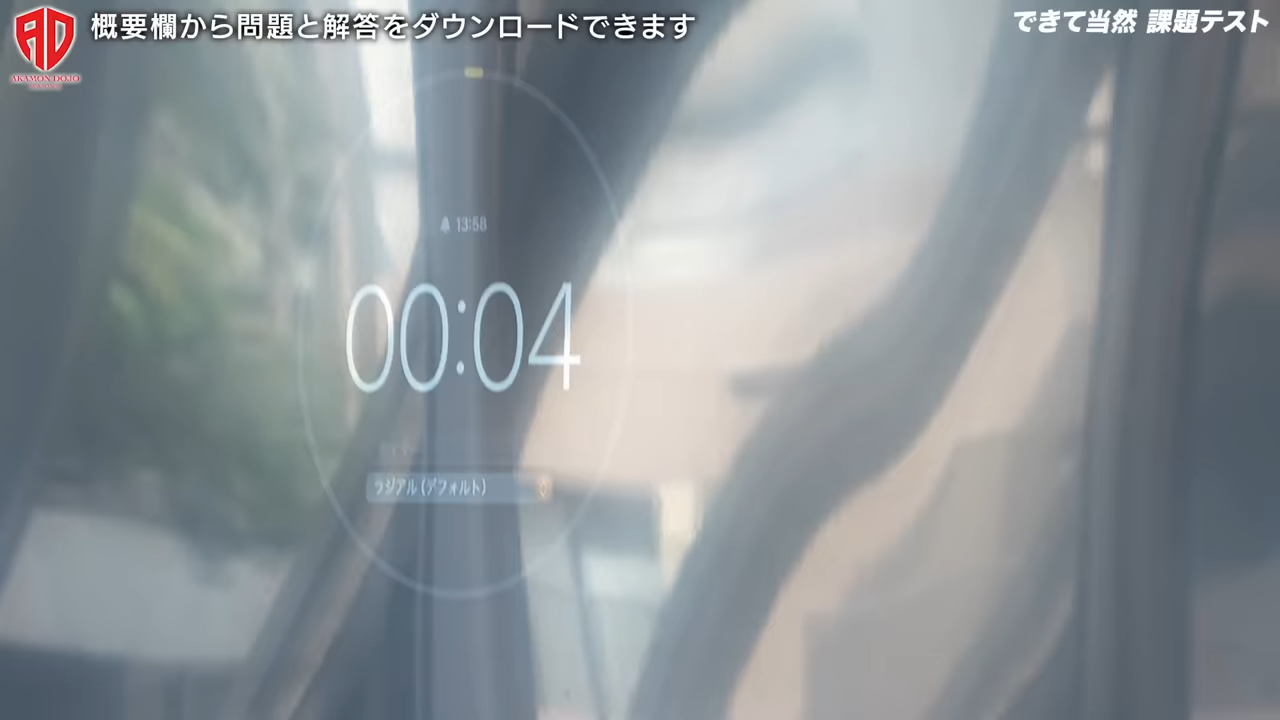 概要欄から問題と解答をダウンロードできます
できて当然 課題テスト
AKAMON DOJO
13:58
00:04
ラジアル (デフォルト)